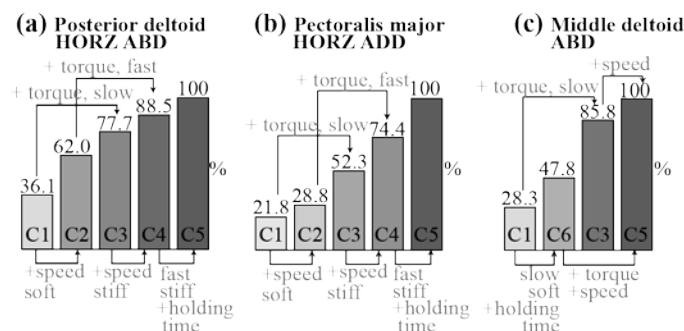 (a) Posterior deltoid
HORZ ABD
+ torque, fast
+ torque, slow
36.1
62.0
77.7
88.5
100
%
C1 C2 C3 C4 C5
+speed
soft
+speed
stiff
fast
stiff
+holding
time
(b) Pectoralis major
HORZ ADD
+ torque, fast
+ torque, slow
21.8
28.8
52.3
74.4
100
%
C1 C2 C3 C4 C5
+speed
soft
+speed
stiff
fast
stiff
+holding
time
(c) Middle deltoid
ABD
+speed
+ torque, slow
28.3
47.8
85.8
100
%
C1 C6 C3 C5
slow
soft
+holding
time
+ torque
+speed